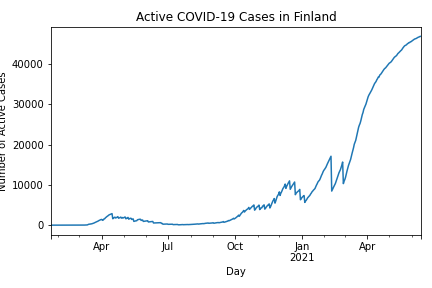 Active COVID-19 Cases in Finland
Number of Active Cases
40000
30000
20000
10000
0
Apr
Jul
Oct
Jan
2021
Apr
Day